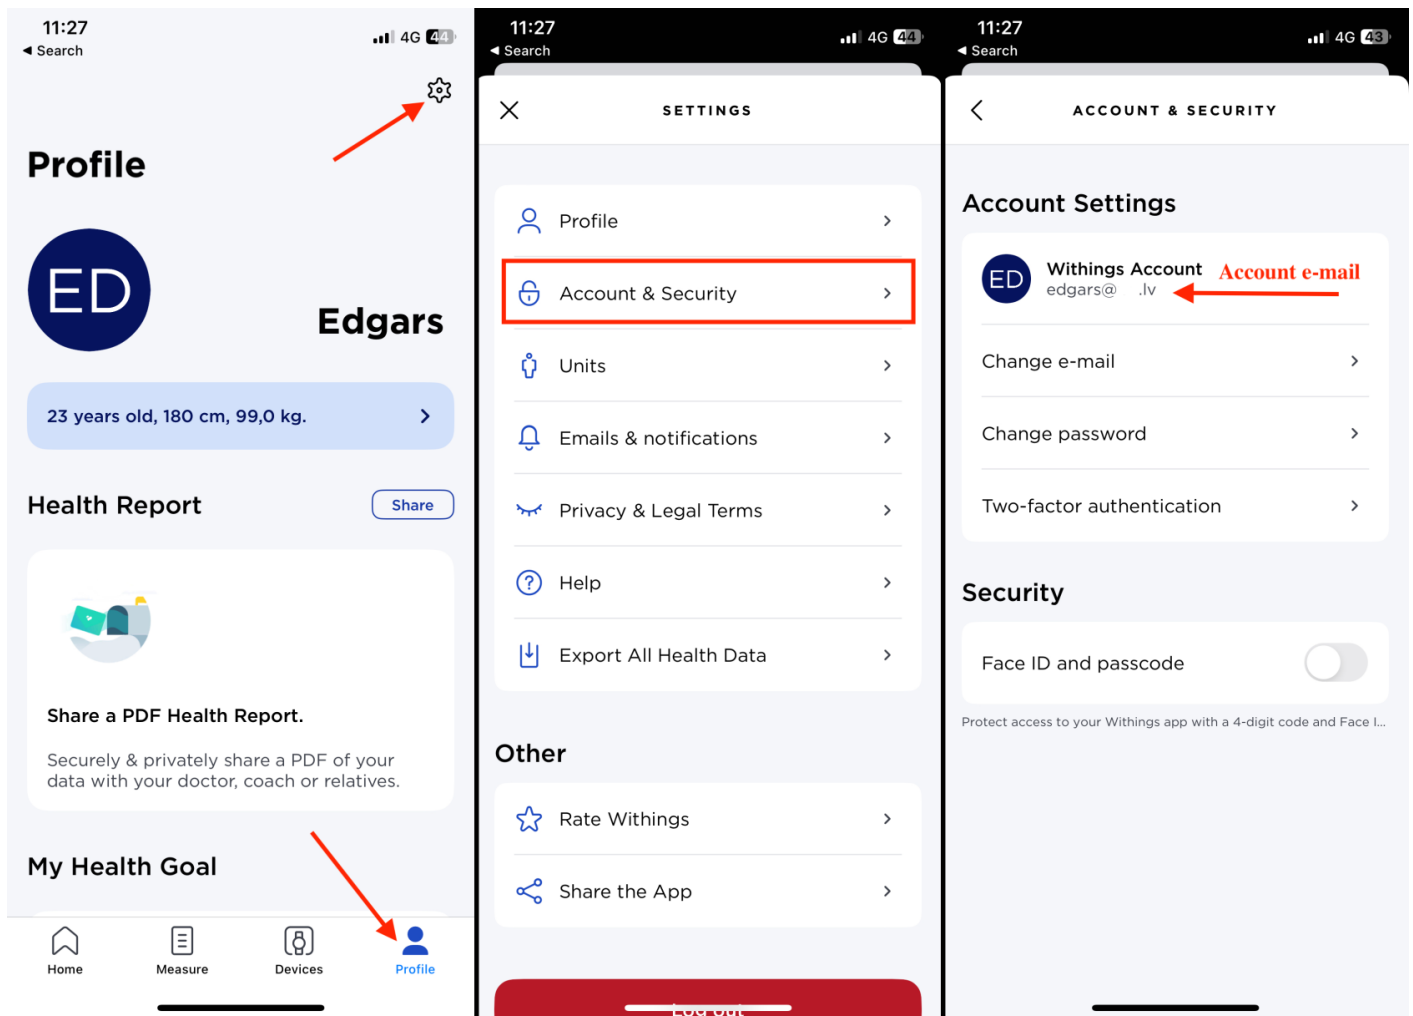 11:27
4G 44
Search
Profile
ED
Edgars
23 years old, 180 cm, 99,0 kg.
Health Report
Share
Share a PDF Health Report.
Securely & privately share a PDF of your
data with your doctor, coach or relatives.
My Health Goal
Home
Measure
Devices
Profile
11:27
4G 44
Search
SETTINGS
Profile
Account & Security
Units
Emails & notifications
Privacy & Legal Terms
Help
Export All Health Data
Other
Rate Withings
Share the App
Log out
11:27
4G 43
Search
ACCOUNT & SECURITY
Account Settings
ED
Withings Account
Account e-mail
edgars@ .lv
Change e-mail
Change password
Two-factor authentication
Security
Face ID and passcode
Protect access to your Withings app with a 4-digit code and Face I...